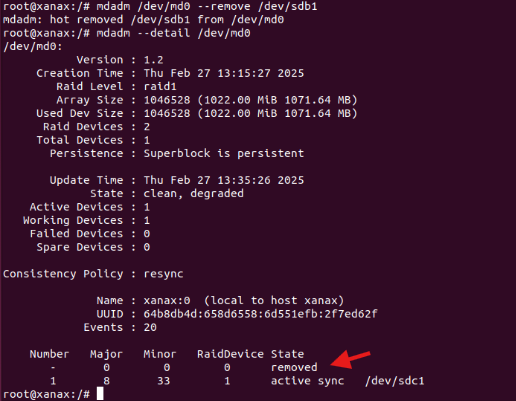 root@xanax:/# mdadm /dev/md0 --remove /dev/sdb1
mdadm: hot removed /dev/sdb1 from /dev/md0
root@xanax:/# mdadm --detail /dev/md0
/dev/md0:
Version : 1.2
Creation Time : Thu Feb 27 13:15:27 2025
Raid Level : raid1
Array Size : 1046528 (1022.00 MiB 1071.64 MB)
Used Dev Size : 1046528 (1022.00 MiB 1071.64 MB)
Raid Devices : 2
Total Devices : 1
Persistence : Superblock is persistent
Update Time : Thu Feb 27 13:35:26 2025
State : clean, degraded
Active Devices : 1
Working Devices : 1
Failed Devices : 0
Spare Devices : 0
Consistency Policy : resync
Name : xanax:0  (local to host xanax)
UUID : 64b8db4d:658d6558:6d551efb:2f7ed62f
Events : 20
Number   Major   Minor   RaidDevice State
-       0        0        0      removed
1       8       33        1      active sync   /dev/sdc1
root@xanax:/#